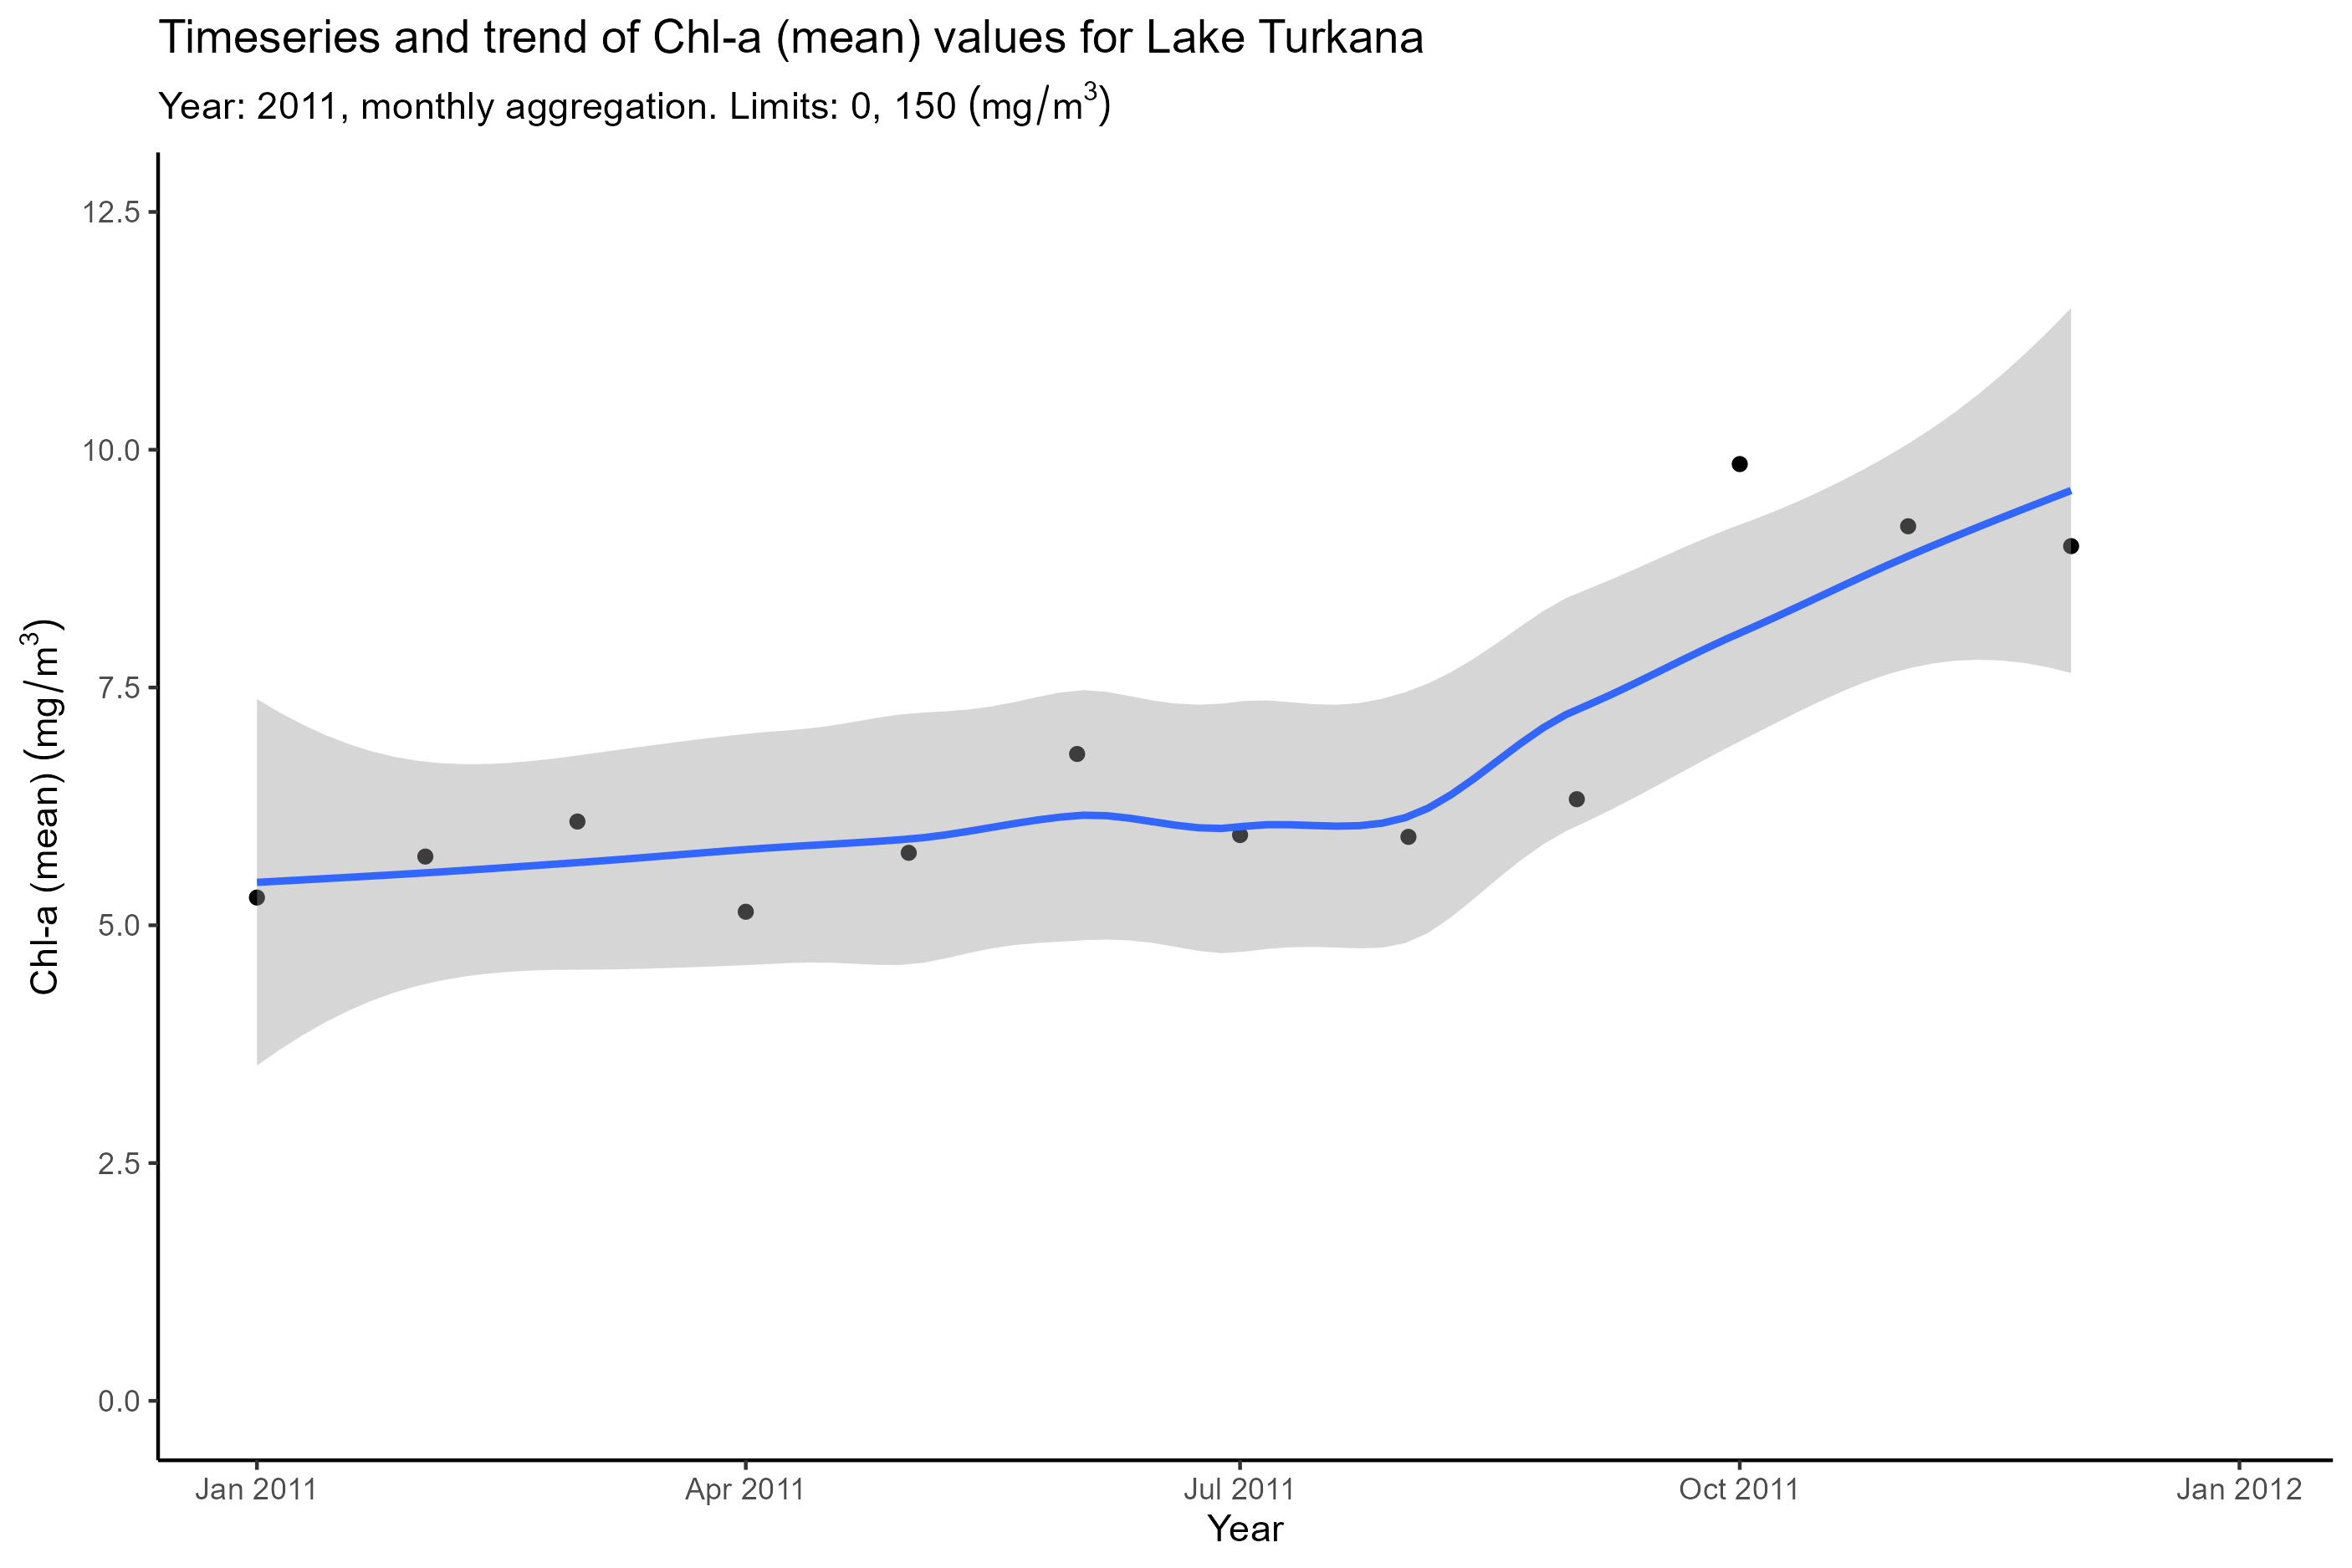 Timeseries and trend of Chl-a (mean) values for Lake Turkana
Year: 2011, monthly aggregation. Limits: 0, 150 (mg/m³)
Chl-a (mean) (mg/m³)
12.5
10.0
7.5
5.0
2.5
0.0
Jan 2011 Apr 2011 Jul 2011 Oct 2011 Jan 2012
Year